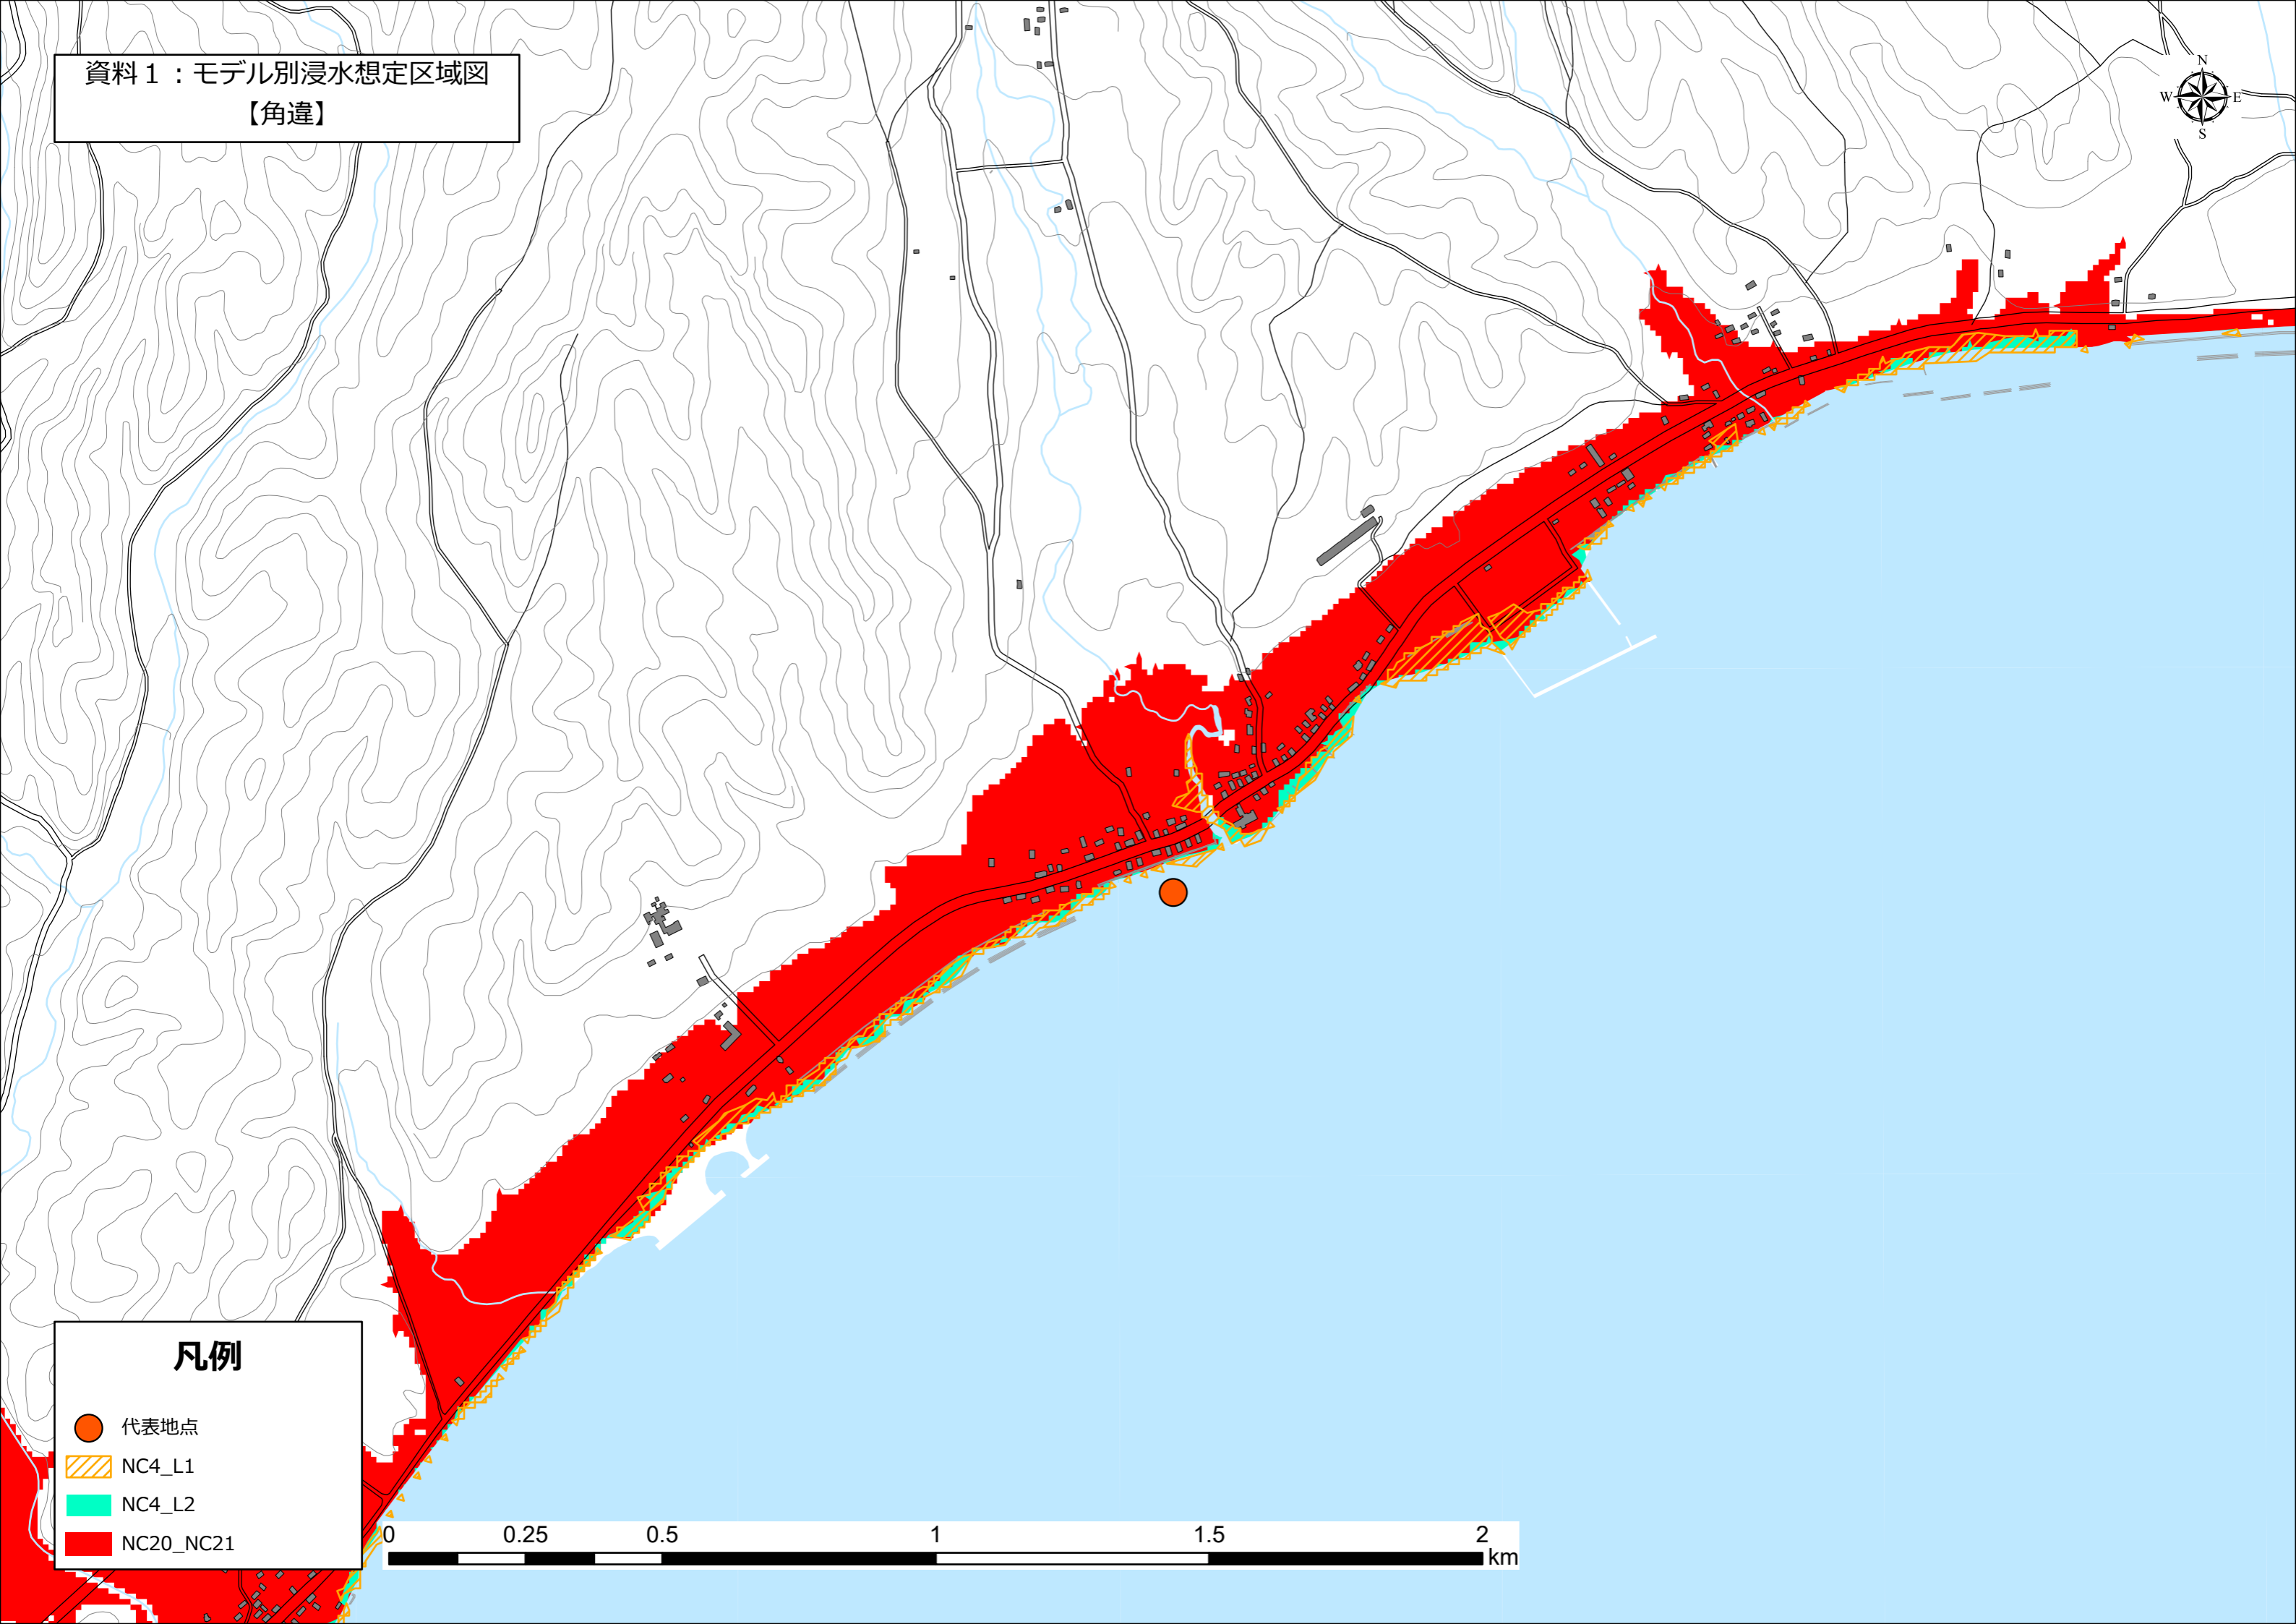 資料１：モデル別浸水想定区域図
【角違】
N
W E
S
凡例
代表地点
NC4_L1
NC4_L2
NC20_NC21
0 0.25 0.5 1 1.5 2
km